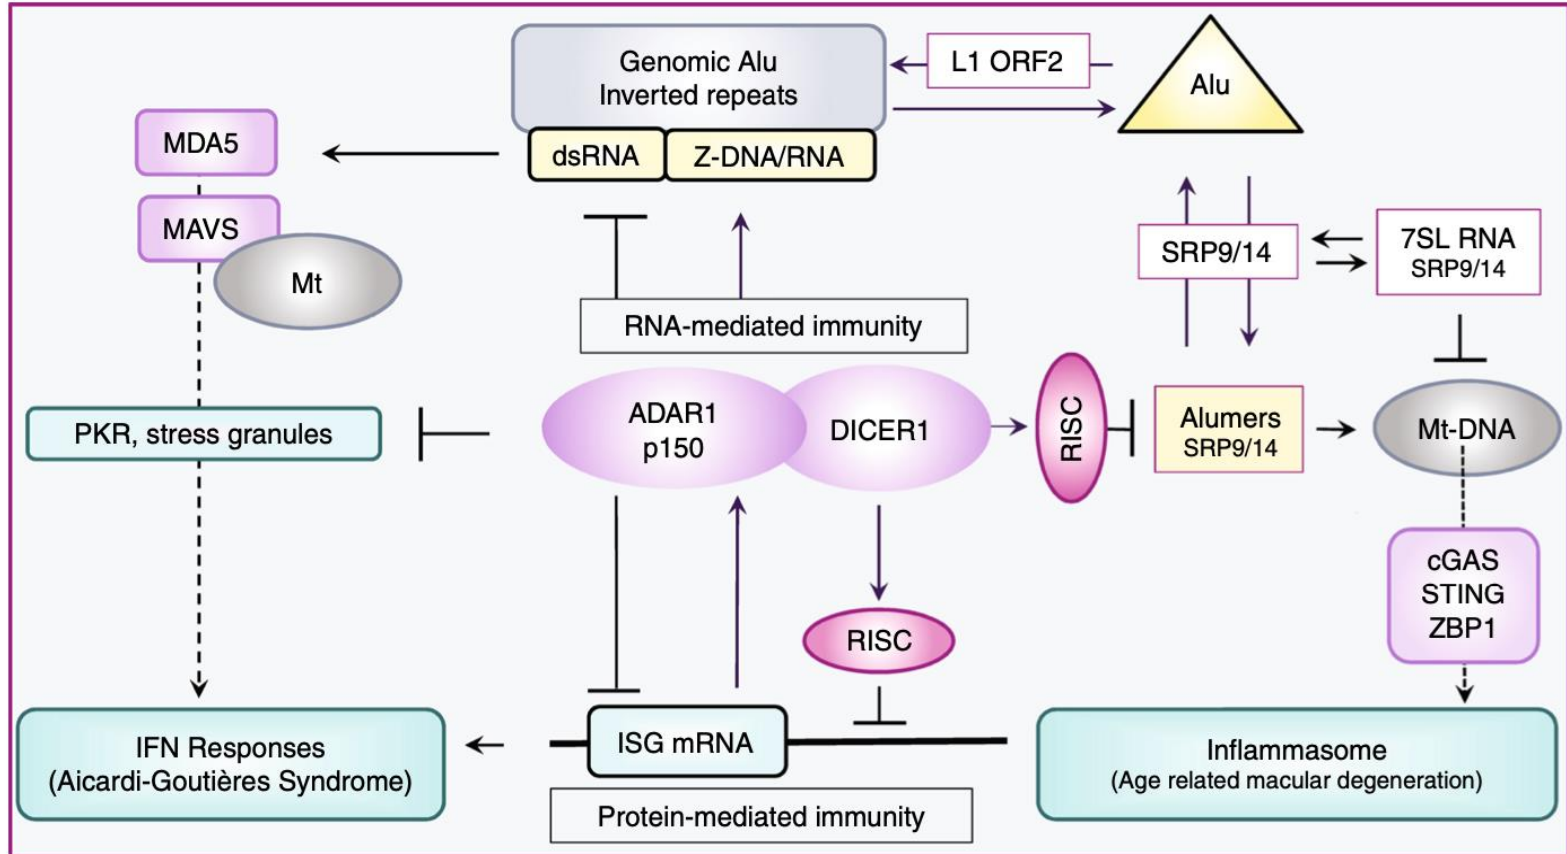 Genomic Alu
Inverted repeats
L1 ORF2
Alu
MDA5
dsRNA
Z-DNA/RNA
MAVS
Mt
SRP9/14
7SL RNA
SRP9/14
RNA-mediated immunity
PKR, stress granules
ADAR1
p150
DICER1
RISC
Alumers
SRP9/14
Mt-DNA
cGAS
STING
ZBP1
RISC
IFN Responses
(Aicardi-Goutières Syndrome)
ISG mRNA
Inflammasome
(Age related macular degeneration)
Protein-mediated immunity